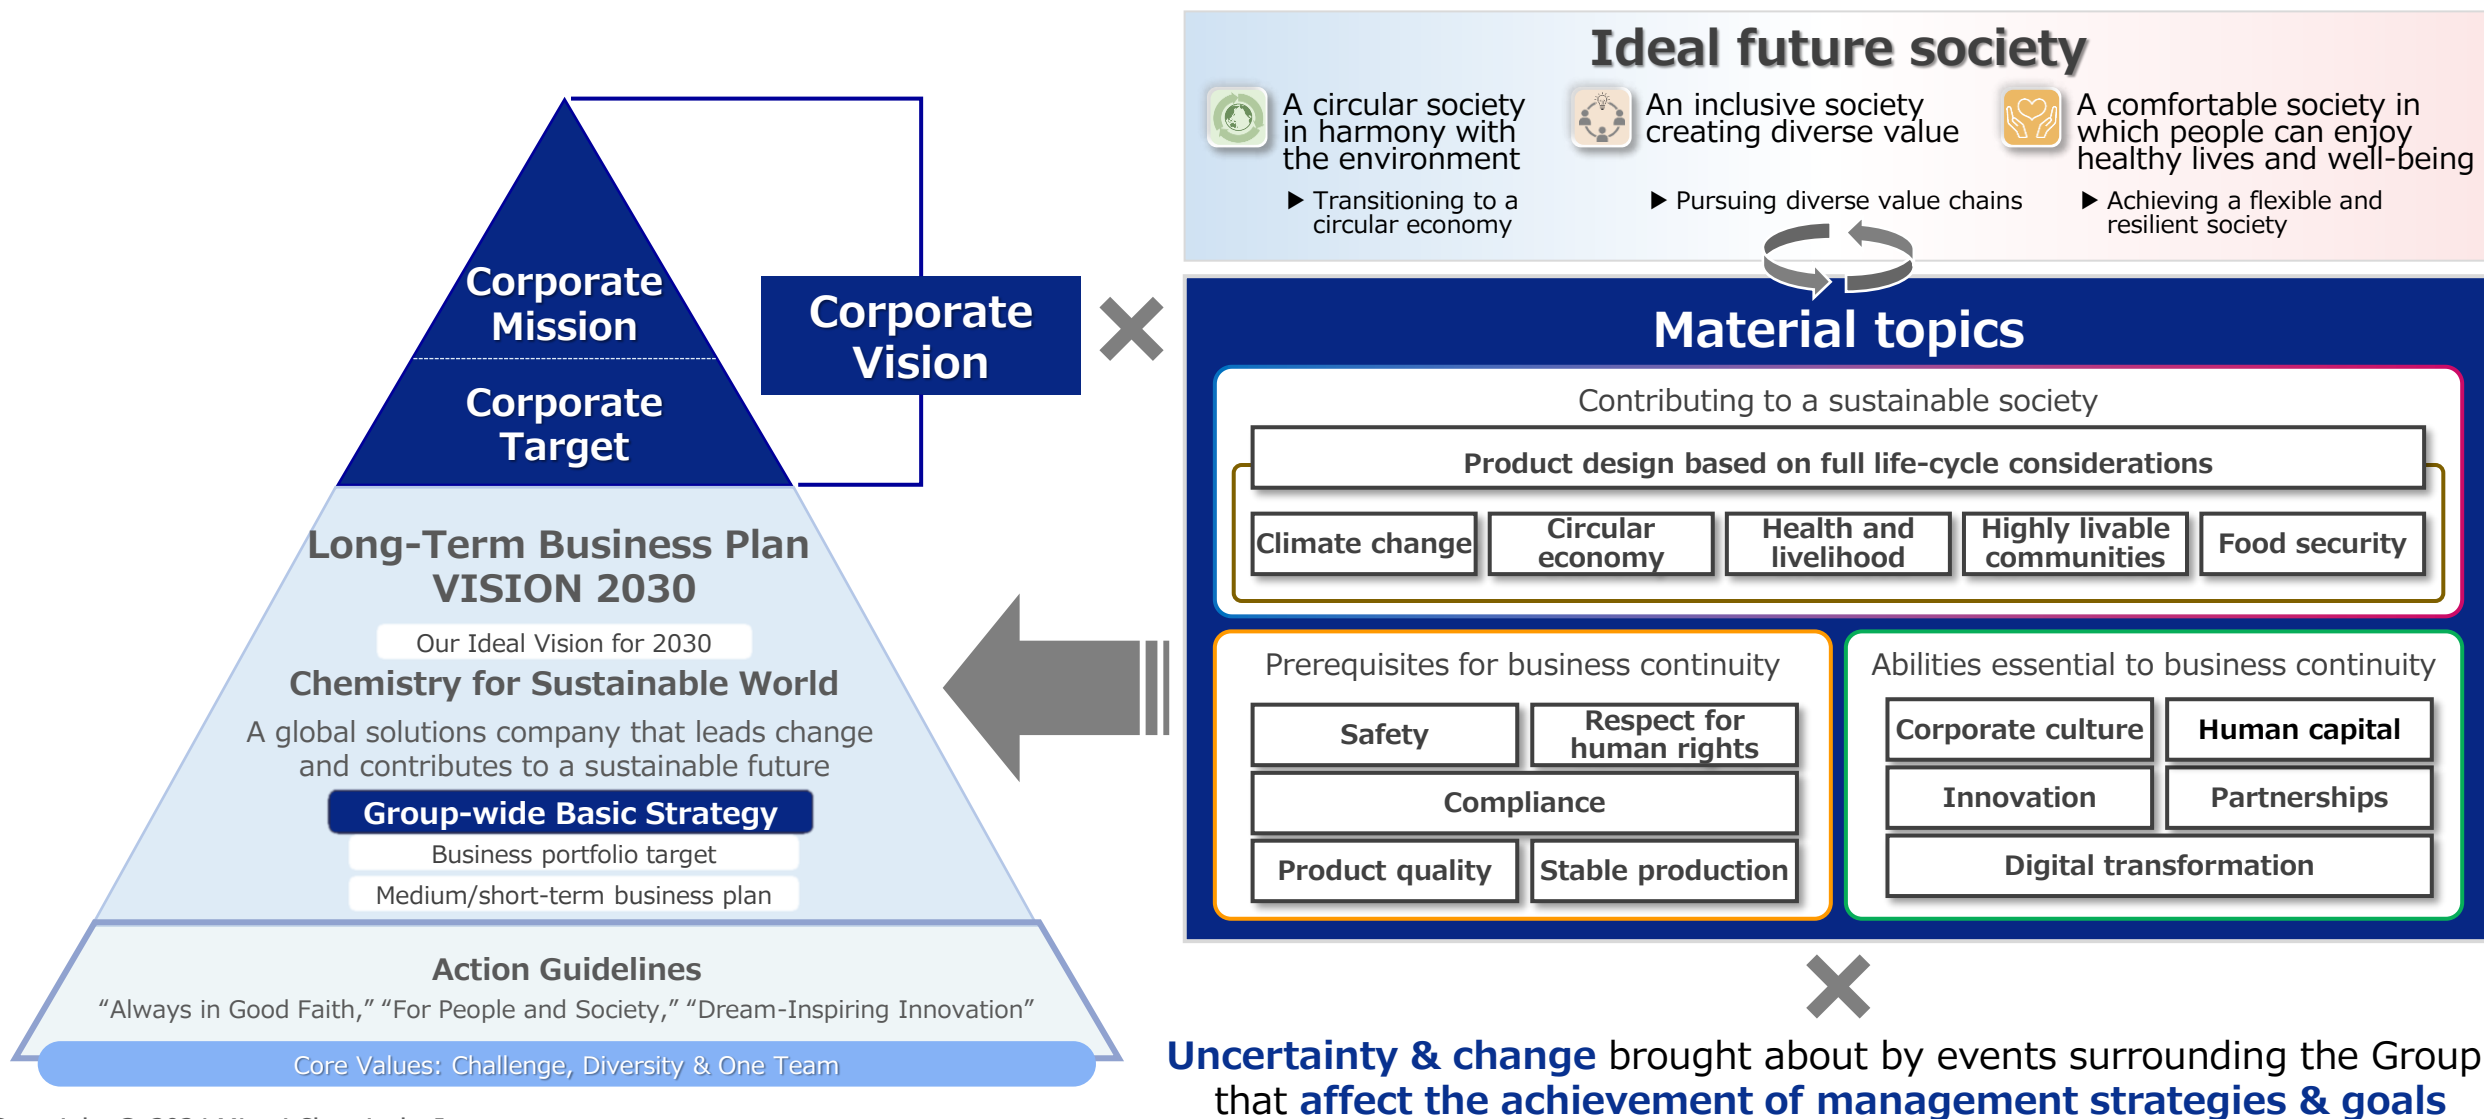 Corporate
Mission
Corporate
Target
Corporate
Vision
Long-Term Business Plan
VISION 2030
Our Ideal Vision for 2030
Chemistry for Sustainable World
A global solutions company that leads change
and contributes to a sustainable future
Group-wide Basic Strategy
Business portfolio target
Medium/short-term business plan
Action Guidelines
“Always in Good Faith,” “For People and Society,” “Dream-Inspiring Innovation”
Core Values: Challenge, Diversity & One Team
Ideal future society
A circular society
in harmony with
the environment
▶ Transitioning to a
circular economy
An inclusive society
creating diverse value
▶ Pursuing diverse value chains
A comfortable society in
which people can enjoy
healthy lives and well-being
▶ Achieving a flexible and
resilient society
Material topics
Contributing to a sustainable society
Product design based on full life-cycle considerations
Climate change
Circular
economy
Health and
livelihood
Highly livable
communities
Food security
Prerequisites for business continuity
Safety
Respect for
human rights
Compliance
Product quality
Stable production
Abilities essential to business continuity
Corporate culture
Human capital
Innovation
Partnerships
Digital transformation
Uncertainty & change brought about by events surrounding the Group
that affect the achievement of management strategies & goals